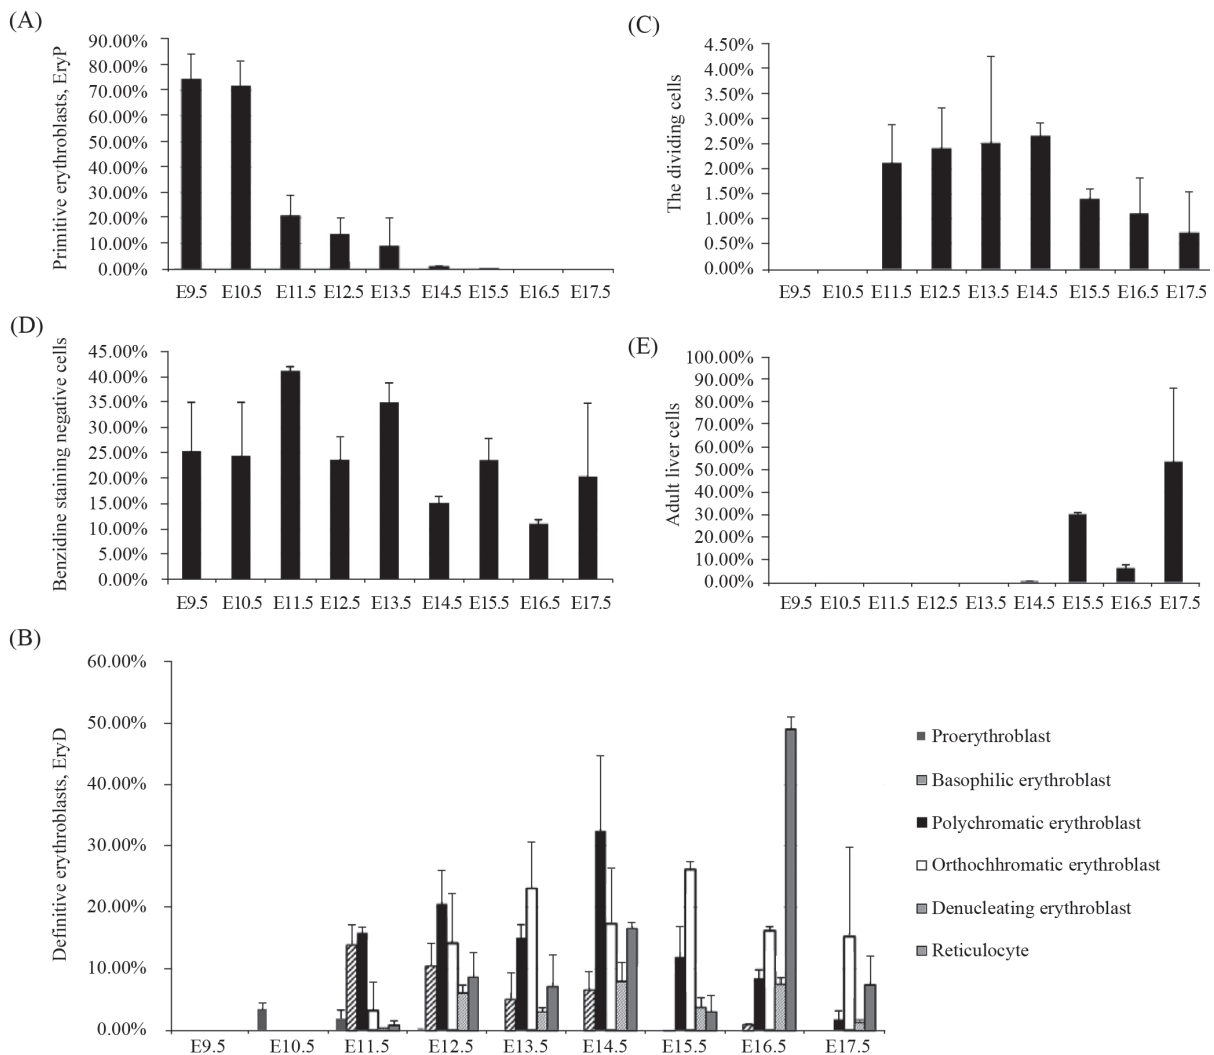 (A)
Primitive erythroblasts, EryP
90.00%
80.00%
70.00%
60.00%
50.00%
40.00%
30.00%
20.00%
10.00%
0.00%
E9.5 E10.5 E11.5 E12.5 E13.5 E14.5 E15.5 E16.5 E17.5
(C)
The dividing cells
4.50%
4.00%
3.50%
3.00%
2.50%
2.00%
1.50%
1.00%
0.50%
0.00%
E9.5 E10.5 E11.5 E12.5 E13.5 E14.5 E15.5 E16.5 E17.5
(D)
Benzidine staining negative cells
45.00%
40.00%
35.00%
30.00%
25.00%
20.00%
15.00%
10.00%
5.00%
0.00%
E9.5 E10.5 E11.5 E12.5 E13.5 E14.5 E15.5 E16.5 E17.5
(E)
Adult liver cells
100.00%
90.00%
80.00%
70.00%
60.00%
50.00%
40.00%
30.00%
20.00%
10.00%
0.00%
E9.5 E10.5 E11.5 E12.5 E13.5 E14.5 E15.5 E16.5 E17.5
(B)
Definitive erythroblasts, EryD
60.00%
50.00%
40.00%
30.00%
20.00%
10.00%
0.00%
E9.5 E10.5 E11.5 E12.5 E13.5 E14.5 E15.5 E16.5 E17.5
Proerythroblast
Basophilic erythroblast
Polychromatic erythroblast
Orthochhromatic erythroblast
Denucleating erythroblast
Reticulocyte